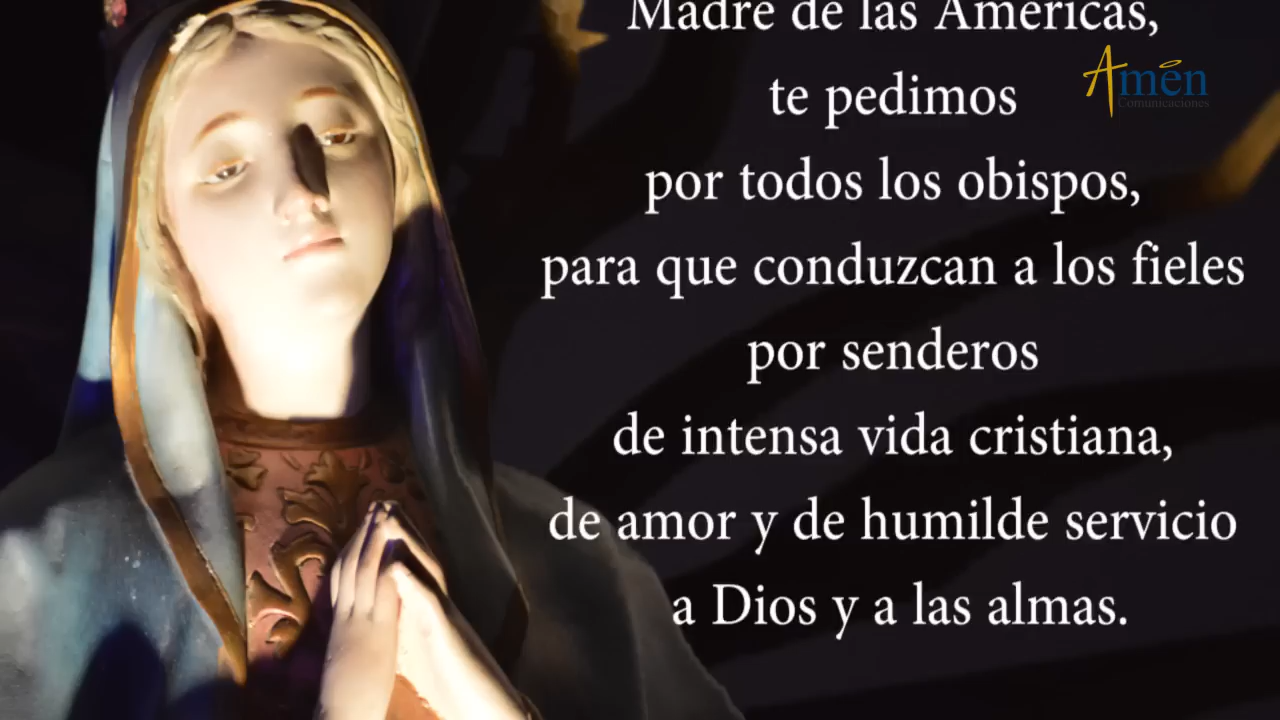 Madre de las Américas,
te pedimos
Amén
Comunicaciones
por todos los obispos,
para que conduzcan a los fieles
por senderos
de intensa vida cristiana,
de amor y de humilde servicio
a Dios y a las almas.